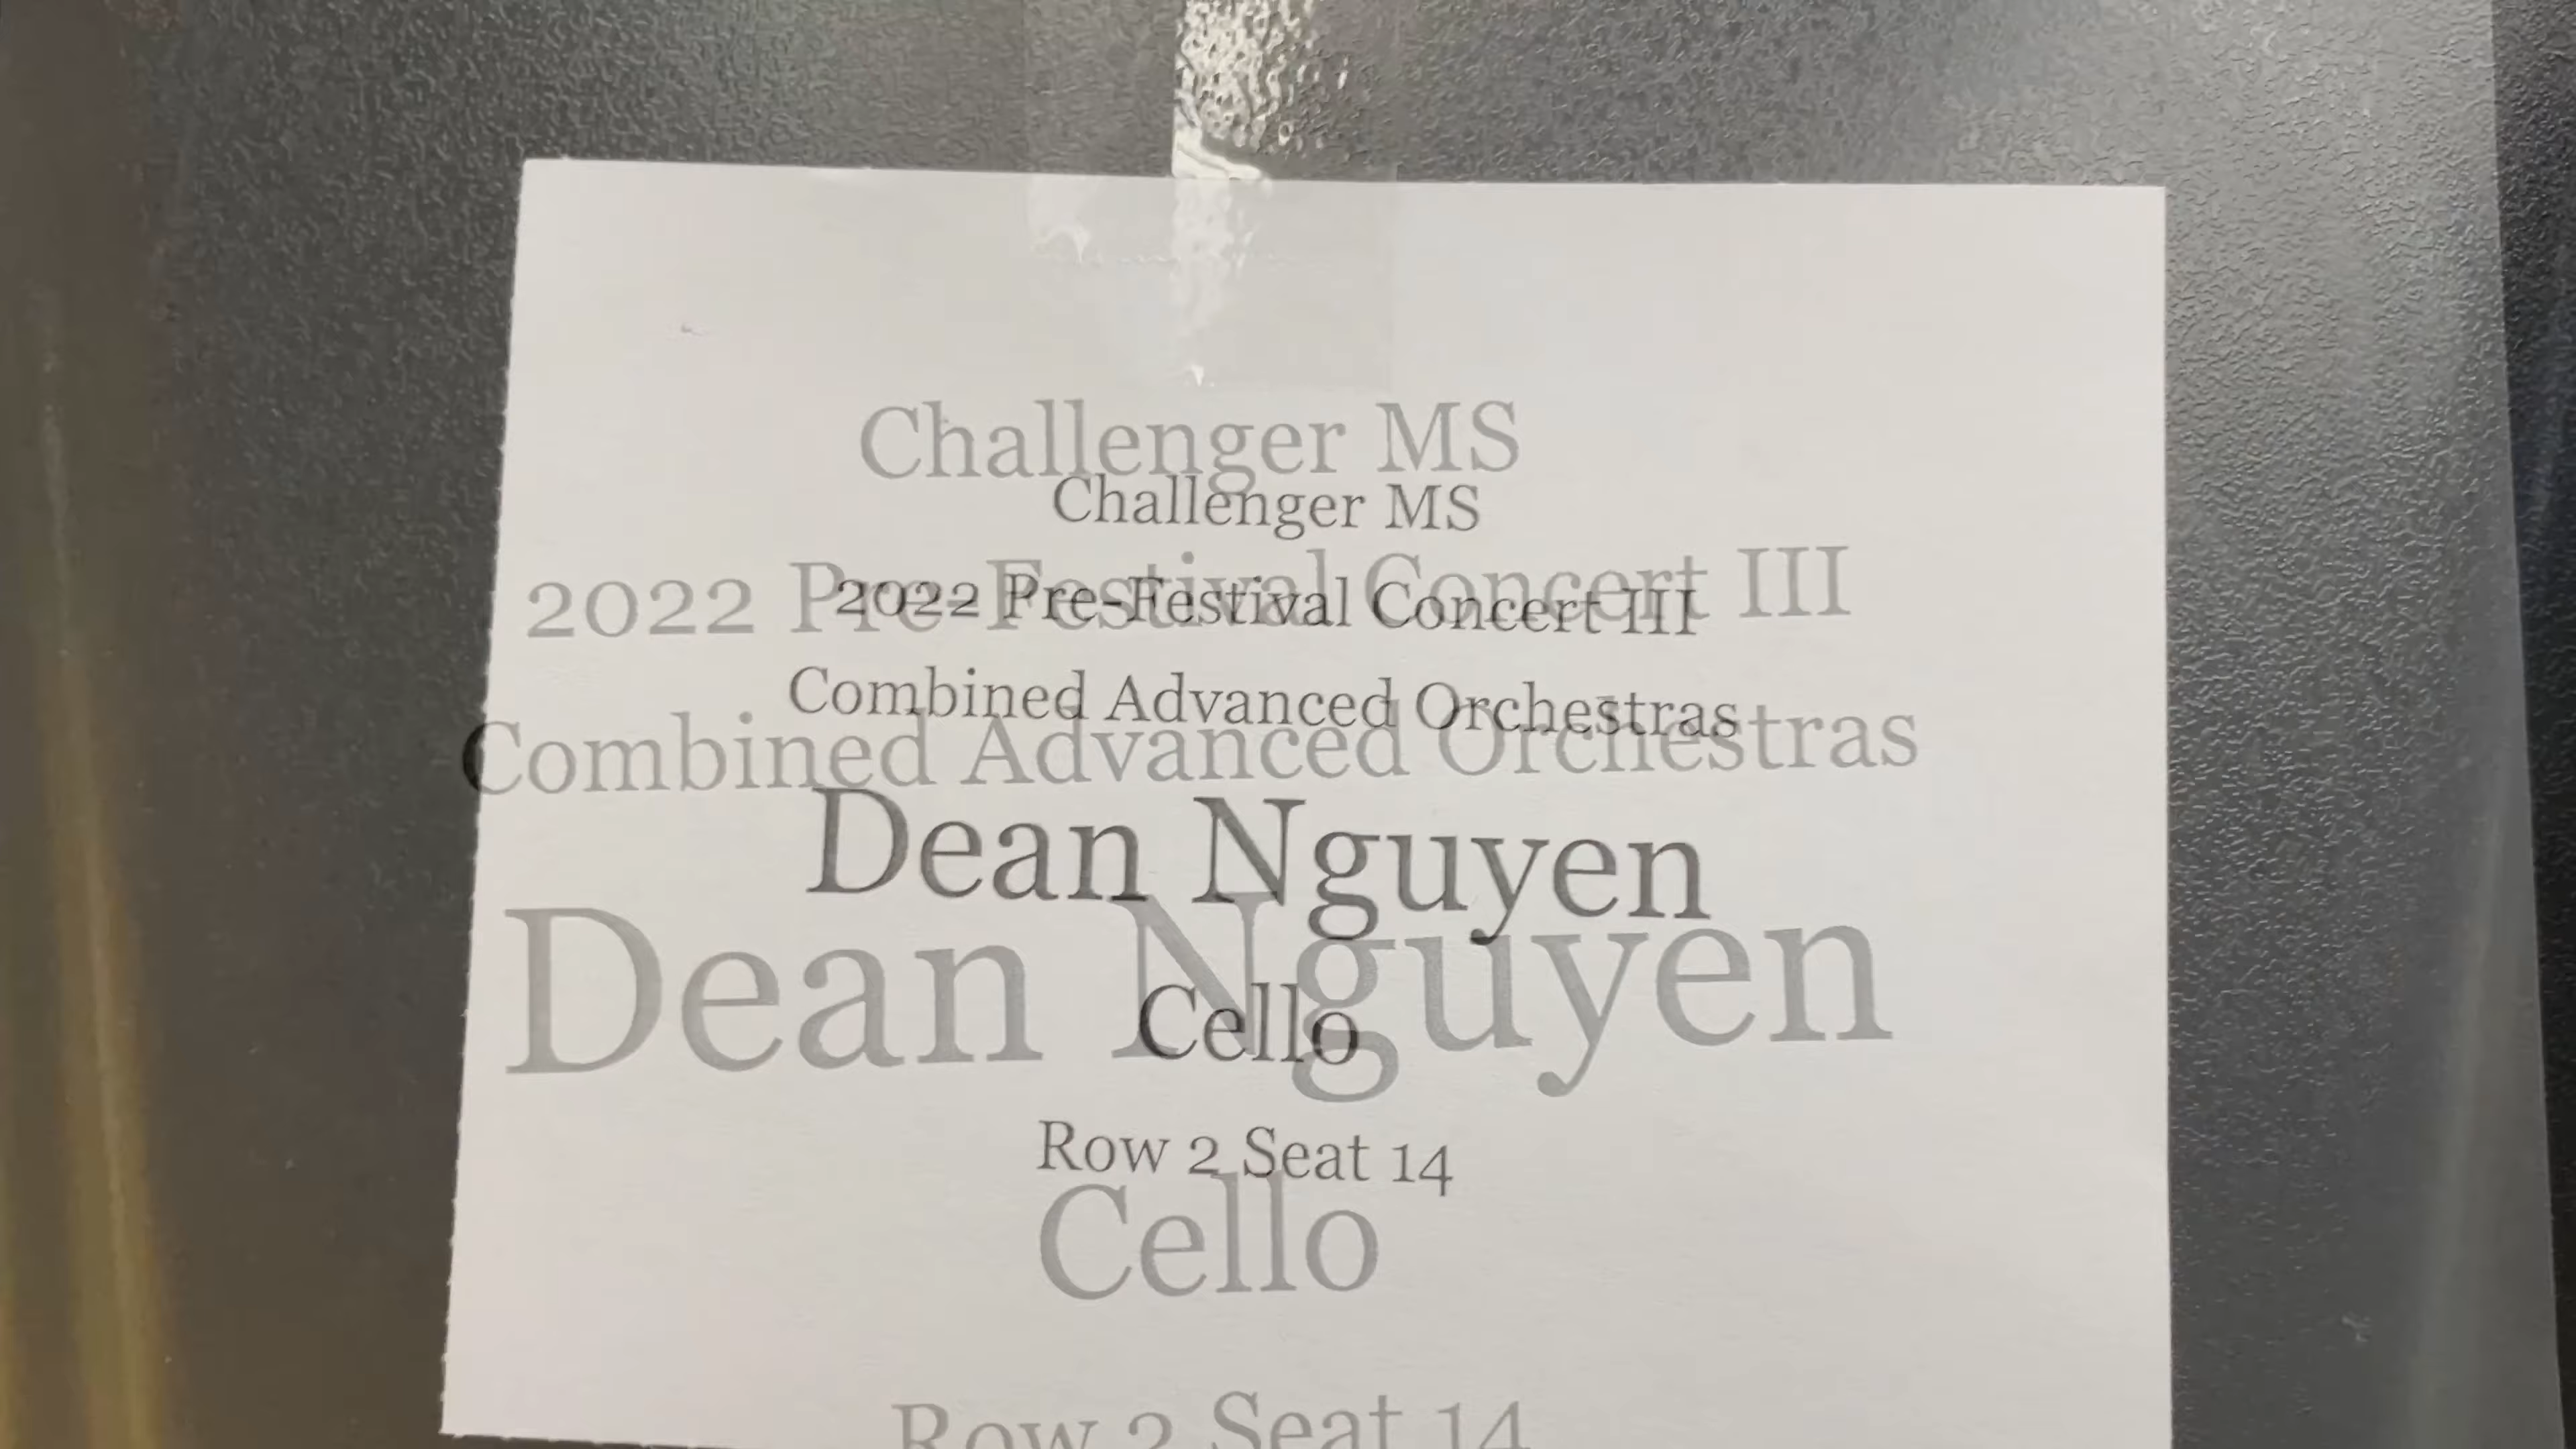 Challenger MS
Challenger MS
2022 Pre-Festival Concert III
2022 Pre-Festival Concert III
Combined Advanced Orchestras
Combined Advanced Orchestras
Dean Nguyen
Dean Nguyen
Cello
Row 2 Seat 14
Cello
Row 2 Seat 14